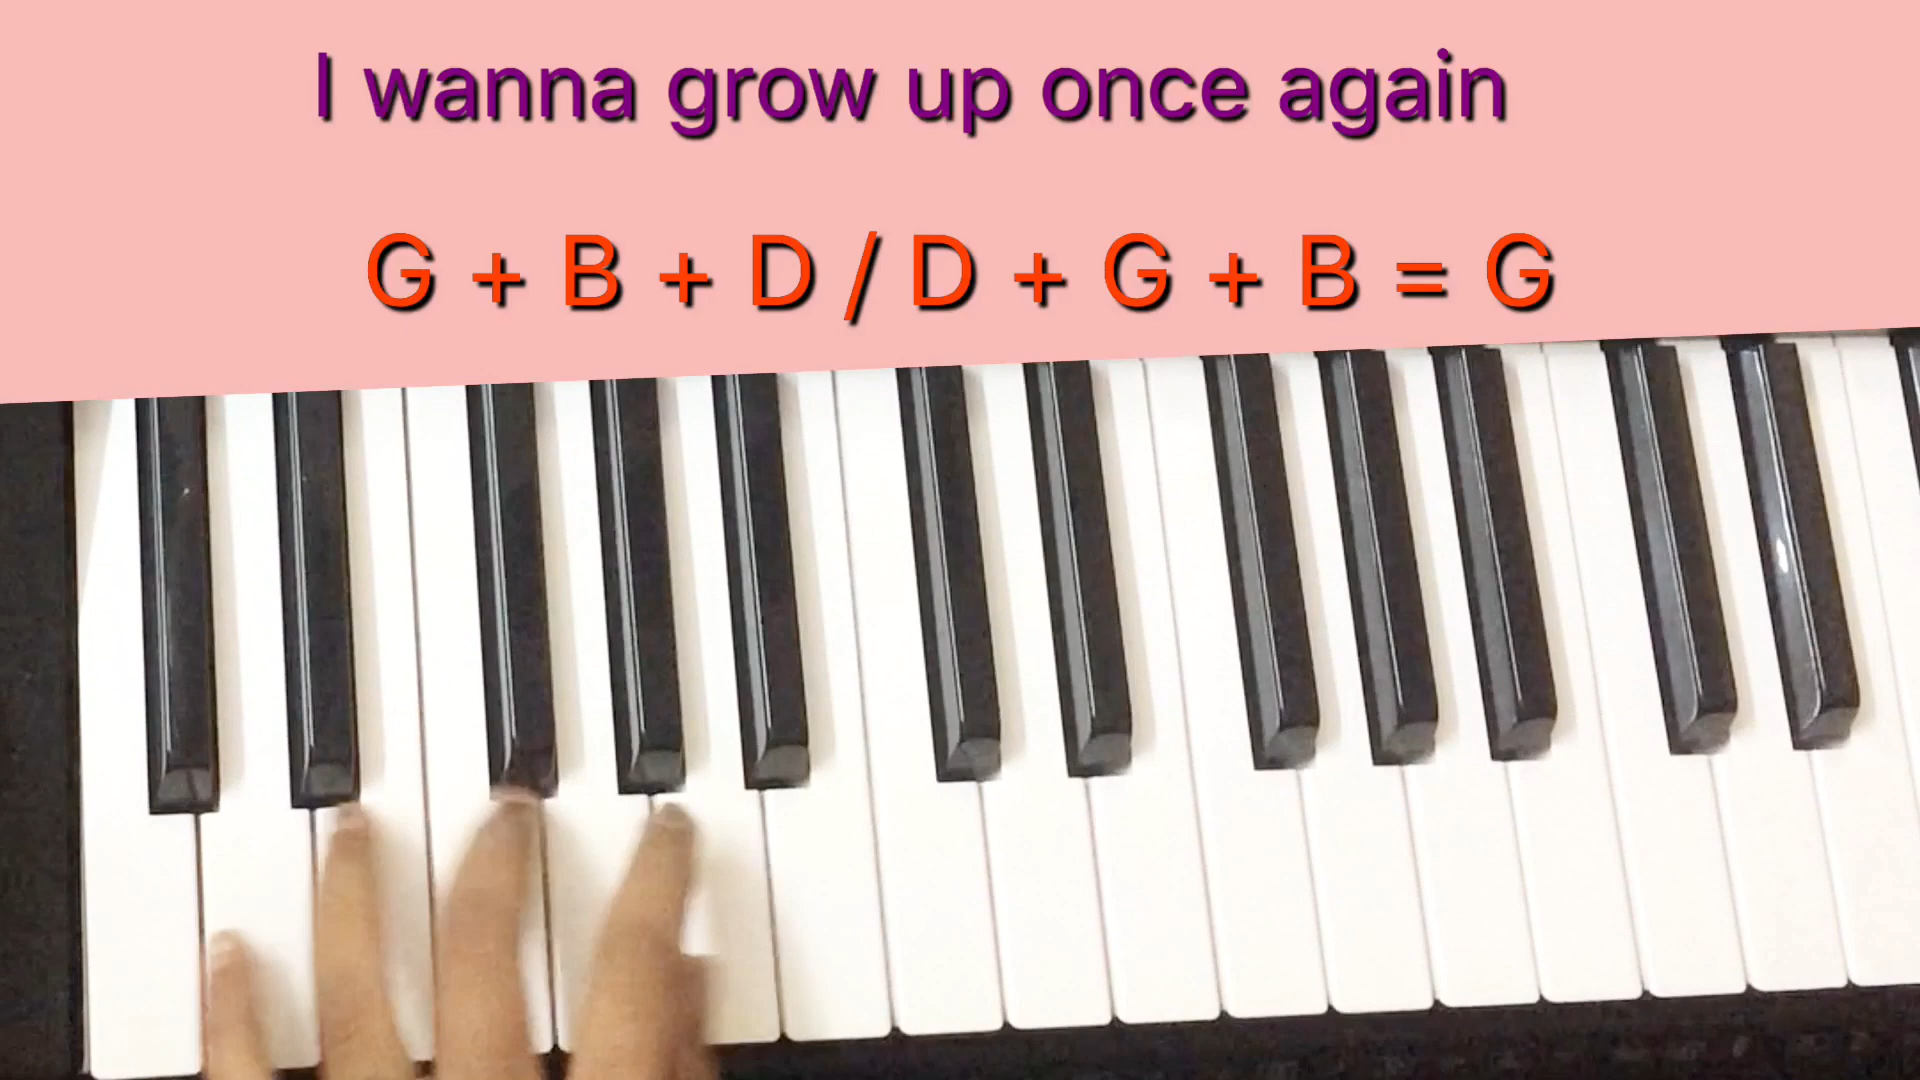 I wanna grow up once again
G + B + D / D + G + B = G